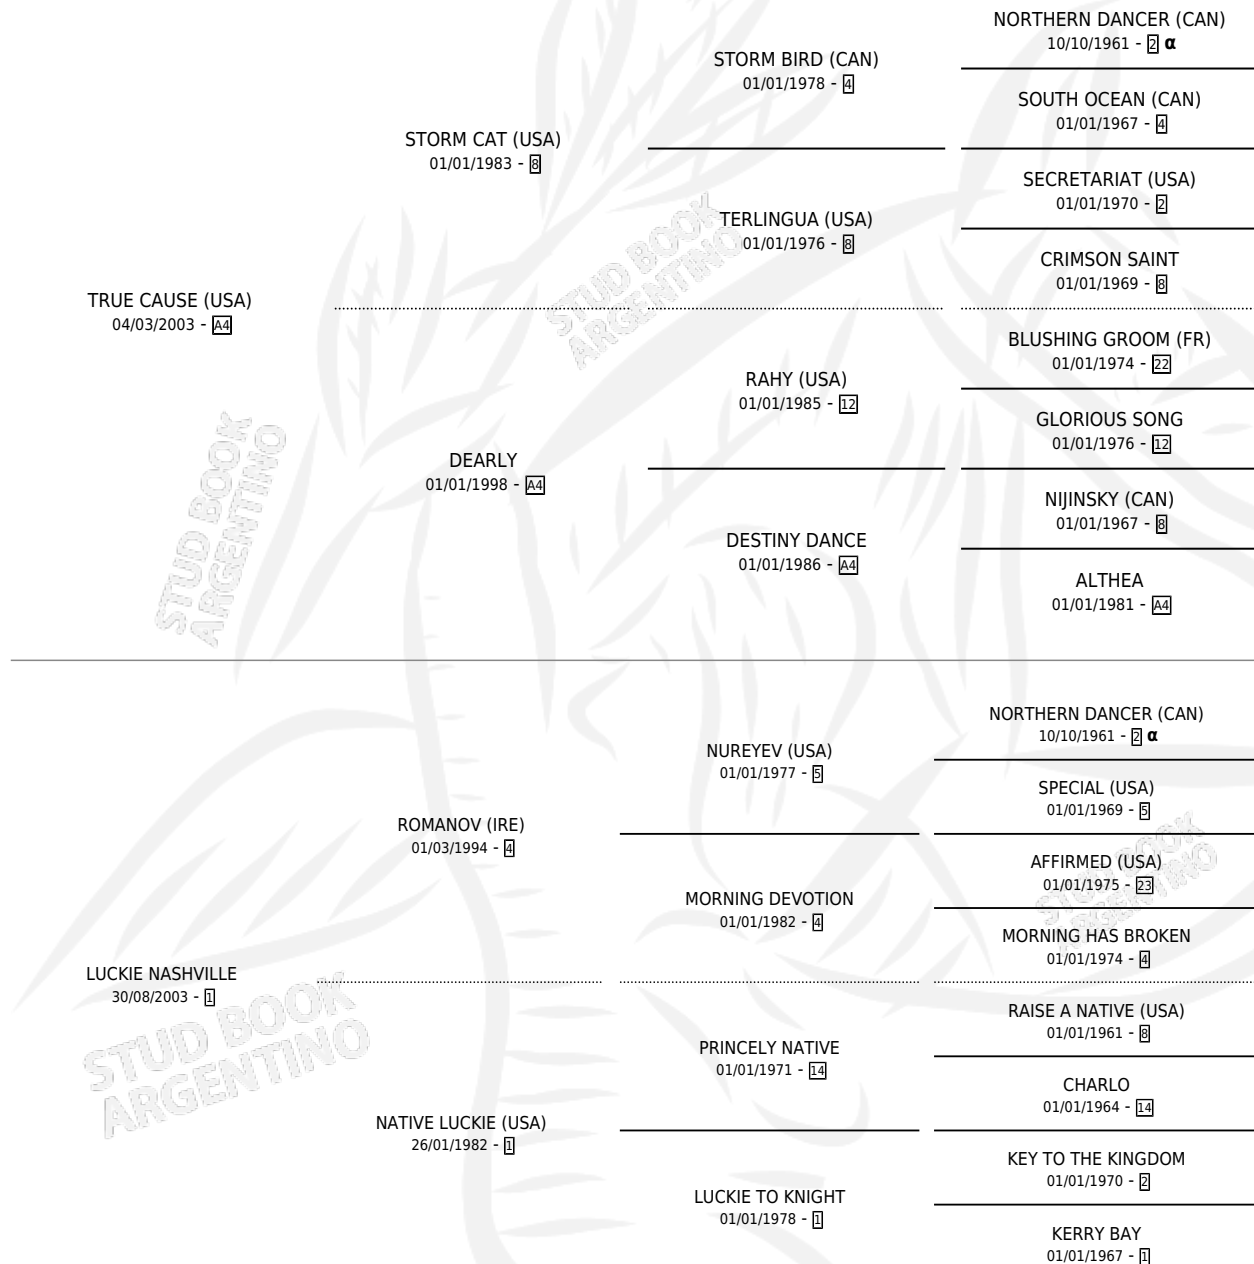 NORTHERN DANCER (CAN)
10/10/1961 - 2 α
STORM BIRD (CAN)
01/01/1978 - 4
SOUTH OCEAN (CAN)
01/01/1967 - 4
STORM CAT (USA)
01/01/1983 - 8
SECRETARIAT (USA)
01/01/1970 - 2
TERLINGUA (USA)
01/01/1976 - 8
STUD BOOK
ARGENTINO
CRIMSON SAINT
01/01/1969 - 8
TRUE CAUSE (USA)
04/03/2003 - A4
BLUSHING GROOM (FR)
01/01/1974 - 22
RAHY (USA)
01/01/1985 - 12
GLORIOUS SONG
01/01/1976 - 12
DEARLY
01/01/1998 - A4
STUD BOOK
ARGENTINO
NIJINSKY (CAN)
01/01/1967 - 8
DESTINY DANCE
01/01/1986 - A4
ALTHEA
01/01/1981 - A4
NORTHERN DANCER (CAN)
10/10/1961 - 2 α
NUREYEV (USA)
01/01/1977 - 5
SPECIAL (USA)
01/01/1969 - 5
ROMANOV (IRE)
01/03/1994 - 4
STUD BOOK
ARGENTINO
AFFIRMED (USA)
01/01/1975 - 23
MORNING DEVOTION
01/01/1982 - 4
MORNING HAS BROKEN
01/01/1974 - 4
LUCKIE NASHVILLE
30/08/2003 - 1
STUD BOOK
ARGENTINO
RAISE A NATIVE (USA)
01/01/1961 - 8
PRINCELY NATIVE
01/01/1971 - 14
CHARLO
01/01/1964 - 14
NATIVE LUCKIE (USA)
26/01/1982 - 1
KEY TO THE KINGDOM
01/01/1970 - 2
LUCKIE TO KNIGHT
01/01/1978 - 1
KERRY BAY
01/01/1967 - 1